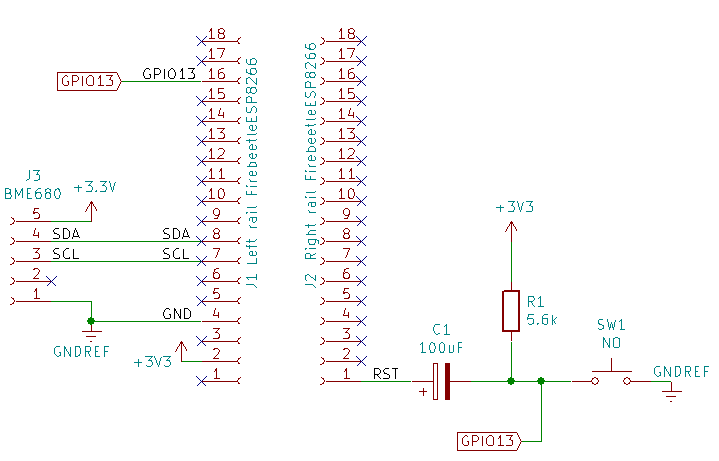 18
17
GPIO13
GPIO13
16
15
14
13
12
11
10
9
SDA
8
SCL
7
6
5
GND
4
3
+3V3
2
1
J1 Left rail FirebeetleESP8266
J3
BME680
+3.3V
5
4
SDA
3
SCL
2
1
GNDREF
J2 Right rail FirebeetleESP8266
18
17
16
15
14
13
12
11
10
9
8
7
6
5
4
3
2
1
RST
C1
100uF
+
+3V3
R1
5.6k
SW1
NO
GNDREF
GPIO13